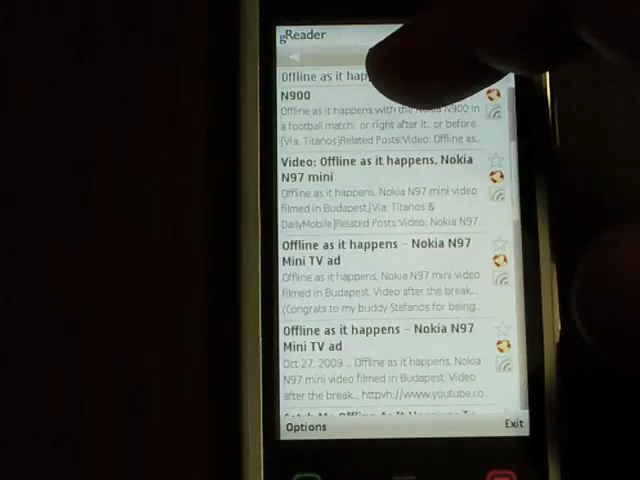 gReader
Offline as it hap
N900
Offline as it happens with the Nokia N900 in
a football match, or right after it, or before.
[Via: Titanos]Related Posts:Video: Offline as...
Video: Offline as it happens, Nokia
N97 mini
Offline as it happens, Nokia N97 mini video
filmed in Budapest.[Via: Titanos &
DailyMobile]Related Posts:Video: Nokia N97...
Offline as it happens - Nokia N97
Mini TV ad
Offline as it happens, Nokia N97 mini video
filmed in Budapest. Video after the break...
(Congrats to my buddy Stefanos for being...
Offline as it happens - Nokia N97
Mini TV ad
Oct 27, 2009 ... Offline as it happens, Nokia
N97 mini video filmed in Budapest. Video
after the break... httpvh://www.youtube.co
Options
Exit